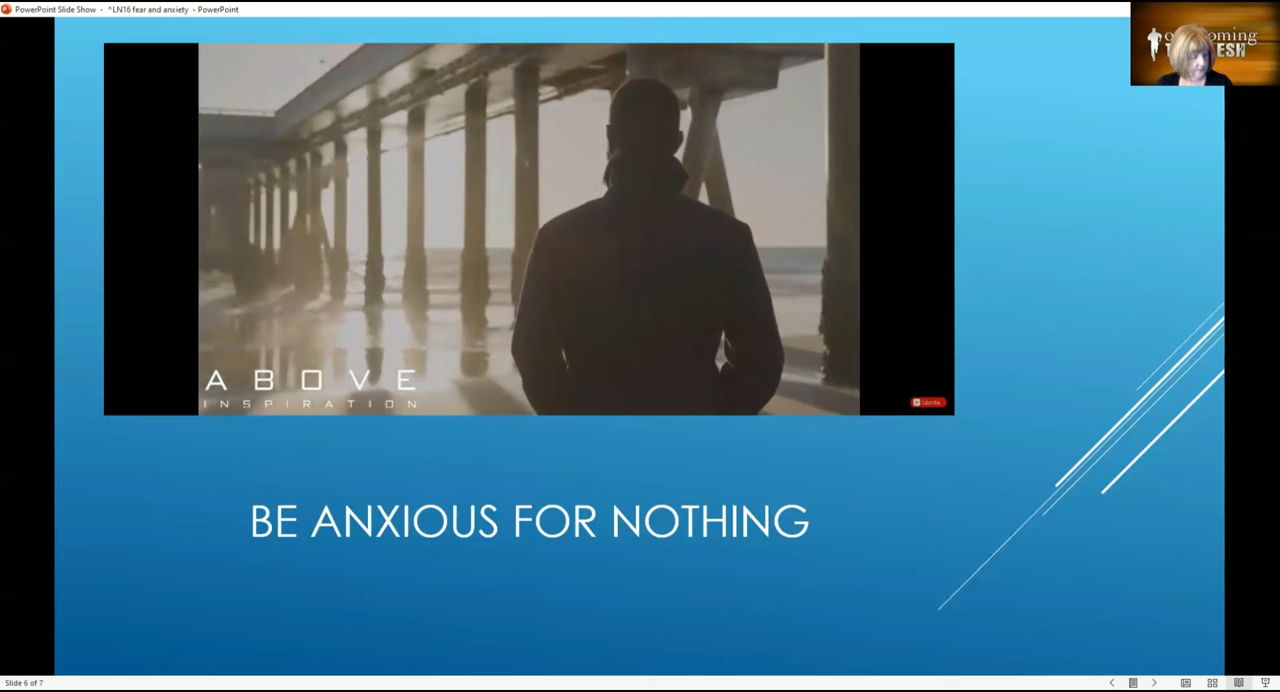 PowerPoint Slide Show - ^LN16 fear and anxiety - PowerPoint
ABOVE
INSPIRATION
BE ANXIOUS FOR NOTHING
Slide 6 of 7